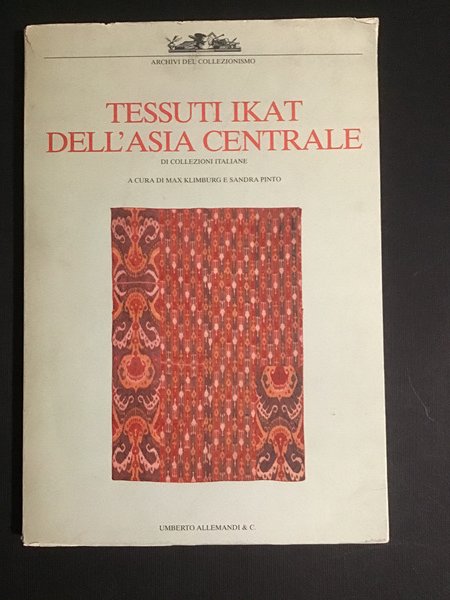 ARCHIVI DEL COLLEZIONISMO
TESSUTI IKAT
DELL'ASIA CENTRALE
DI COLLEZIONI ITALIANE
A CURA DI MAX KLIMBURG E SANDRA PINTO
UMBERTO ALLEMANDI & C.